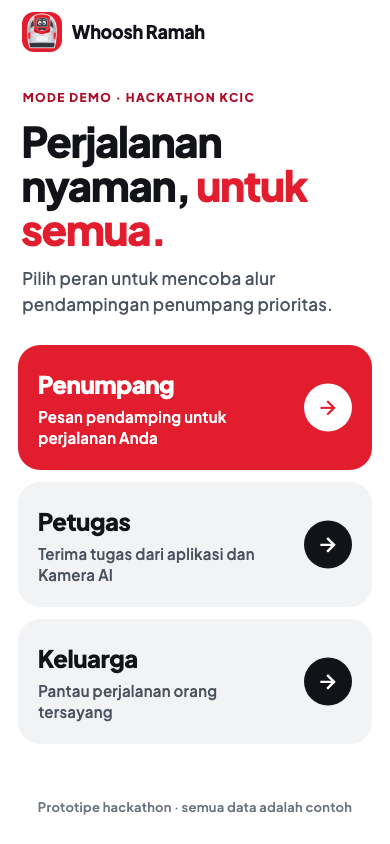 Whoosh Ramah
MODE DEMO · HACKATHON KCIC
Perjalanan
nyaman, untuk
semua.
Pilih peran untuk mencoba alur
pendampingan penumpang prioritas.
Penumpang
Pesan pendamping untuk
perjalanan Anda
Petugas
Terima tugas dari aplikasi dan
Kamera AI
Keluarga
Pantau perjalanan orang
tersayang
Prototipe hackathon · semua data adalah contoh